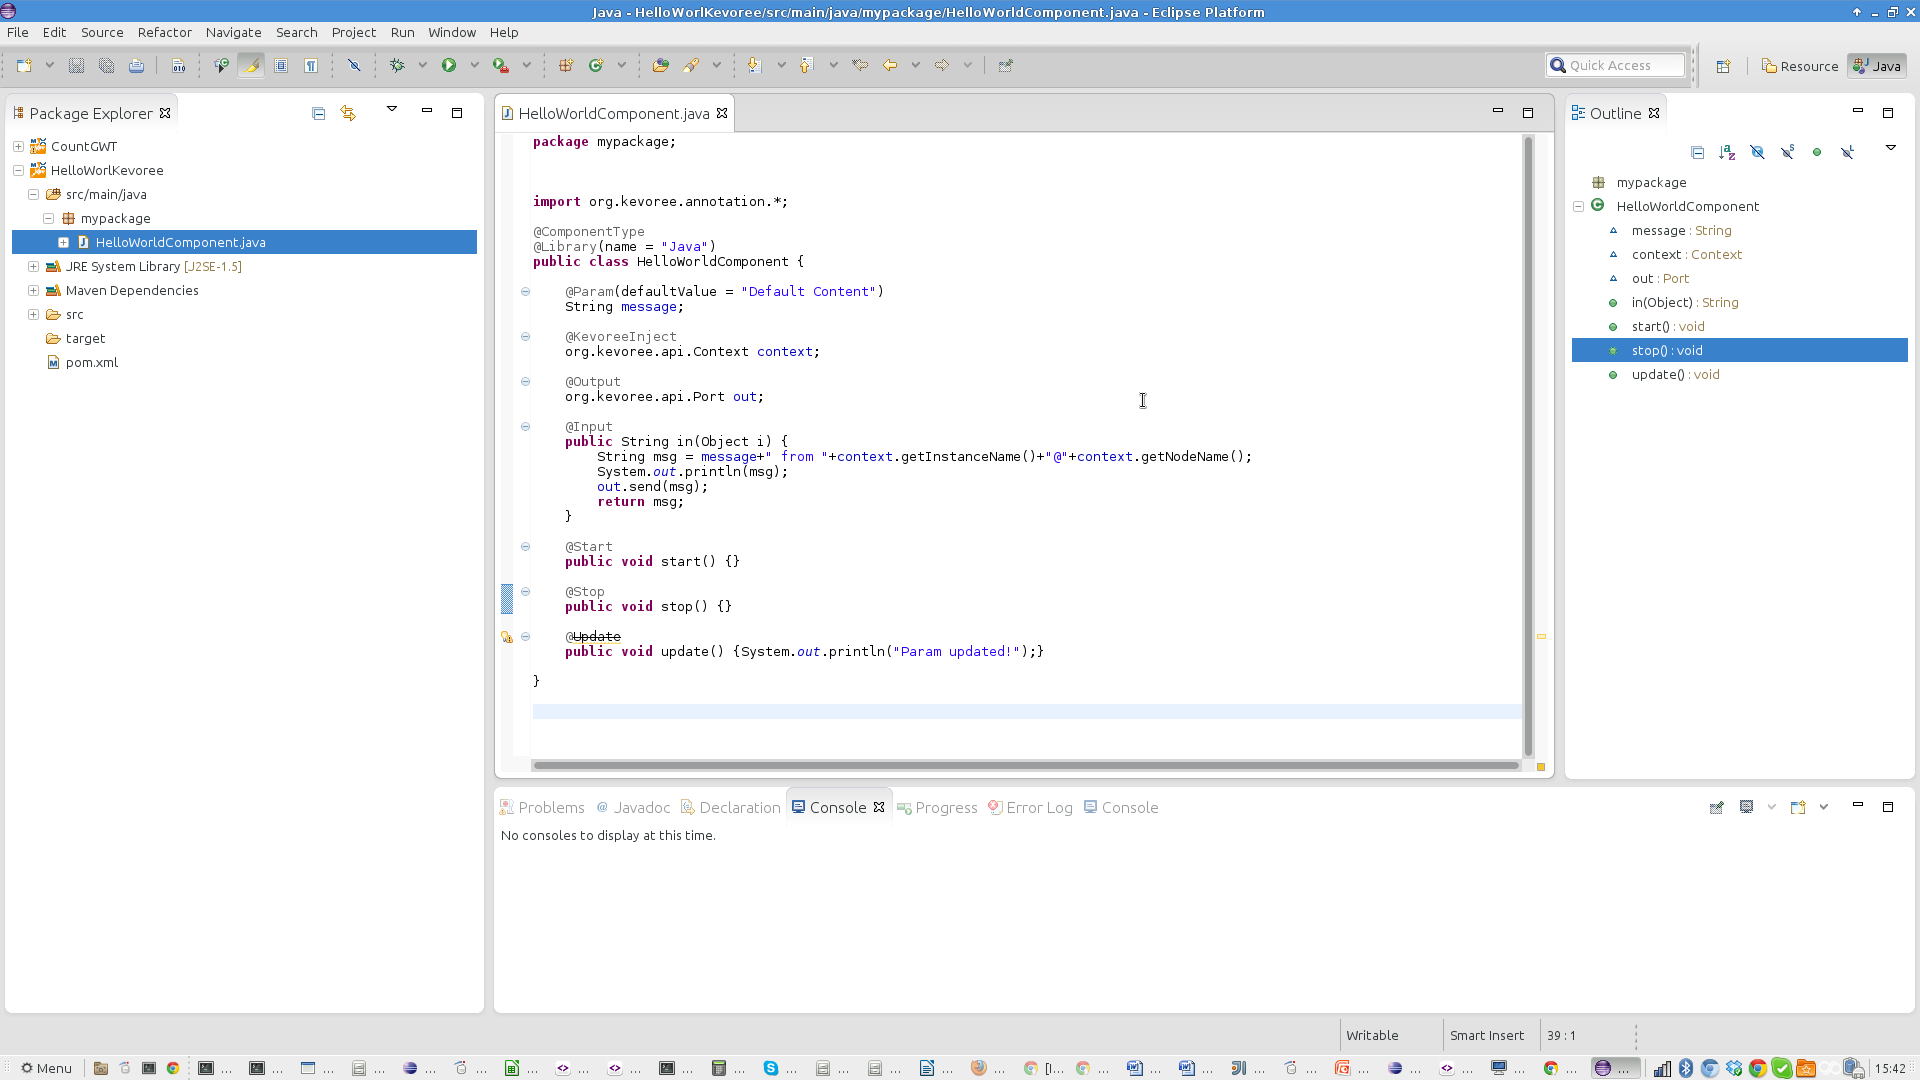 Java - HelloWorlKevoree/src/main/java/mypackage/HelloWorldComponent.java - Eclipse Platform
File Edit Source Refactor Navigate Search Project Run Window Help
Quick Access
Resource
Java
Package Explorer
CountGWT
HelloWorlKevoree
src/main/java
mypackage
HelloWorldComponent.java
JRE System Library [J2SE-1.5]
Maven Dependencies
src
target
pom.xml
HelloWorldComponent.java
package mypackage;
import org.kevoree.annotation.*;
@ComponentType
@Library(name = "Java")
public class HelloWorldComponent {
@Param(defaultValue = "Default Content")
String message;
@KevoreeInject
org.kevoree.api.Context context;
@Output
org.kevoree.api.Port out;
@Input
public String in(Object i) {
String msg = message+" from "+context.getInstanceName()+"@"+context.getNodeName();
System.out.println(msg);
out.send(msg);
return msg;
}
@Start
public void start() {}
@Stop
public void stop() {}
@Update
public void update() {System.out.println("Param updated!");}
}
Outline
mypackage
HelloWorldComponent
message : String
context : Context
out : Port
in(Object) : String
start() : void
stop() : void
update() : void
Problems @ Javadoc Declaration Console Progress Error Log Console
No consoles to display at this time.
Writable Smart Insert 39 : 1
Menu ... ... ... ... ... ... ... ... ... ... ... ... ... ... ... ... ... [... ... ... ... ... ... ... ... ... ... ... ... 15:42